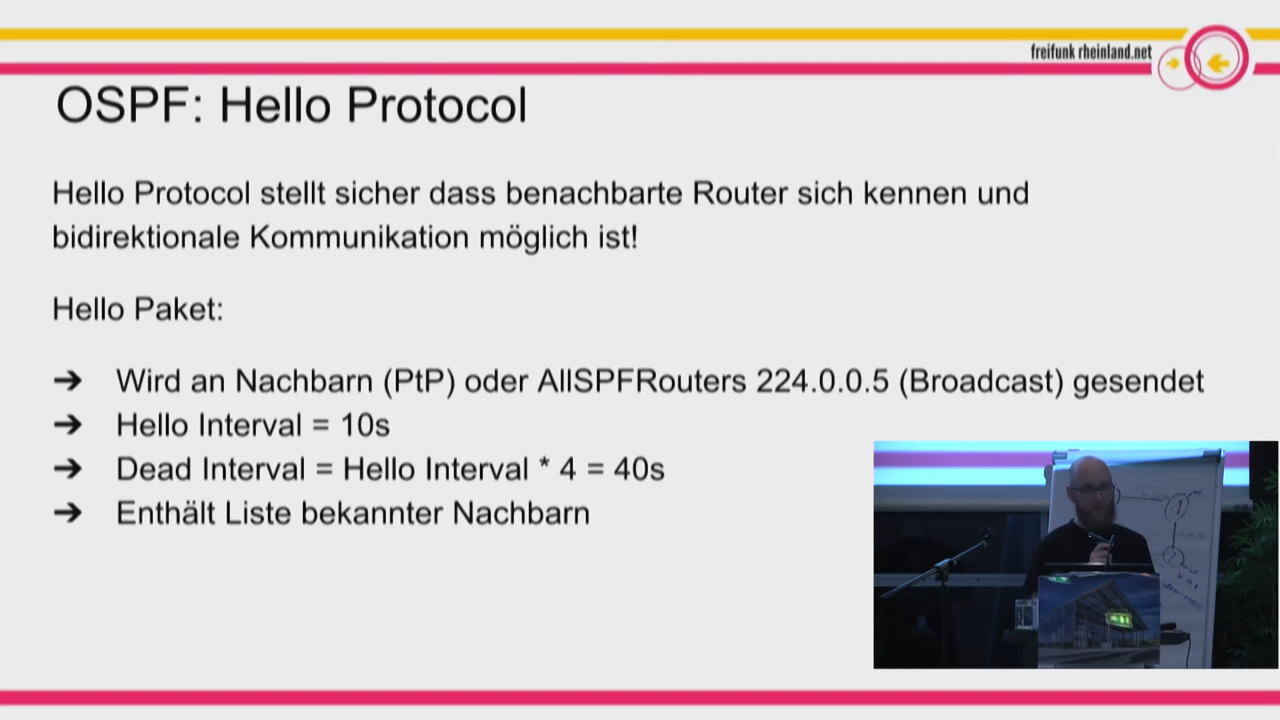 freifunk rheinland.net
OSPF: Hello Protocol
Hello Protocol stellt sicher dass benachbarte Router sich kennen und
bidirektionale Kommunikation möglich ist!
Hello Paket:
➔ Wird an Nachbarn (PtP) oder AllSPFRouters 224.0.0.5 (Broadcast) gesendet
➔ Hello Interval = 10s
➔ Dead Interval = Hello Interval * 4 = 40s
➔ Enthält Liste bekannter Nachbarn